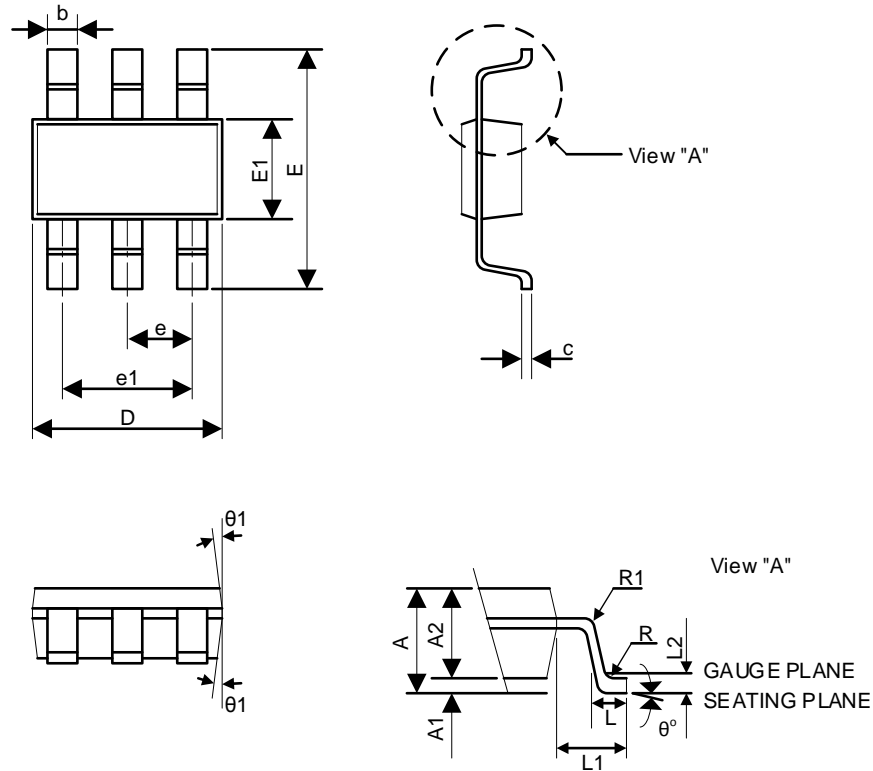 b
E1
E
View "A"
e
c
e1
D
θ1
θ1
View "A"
R1
A
A2
R
L2
GAUGE PLANE
SEATING PLANE
A1
L
θ°
L1